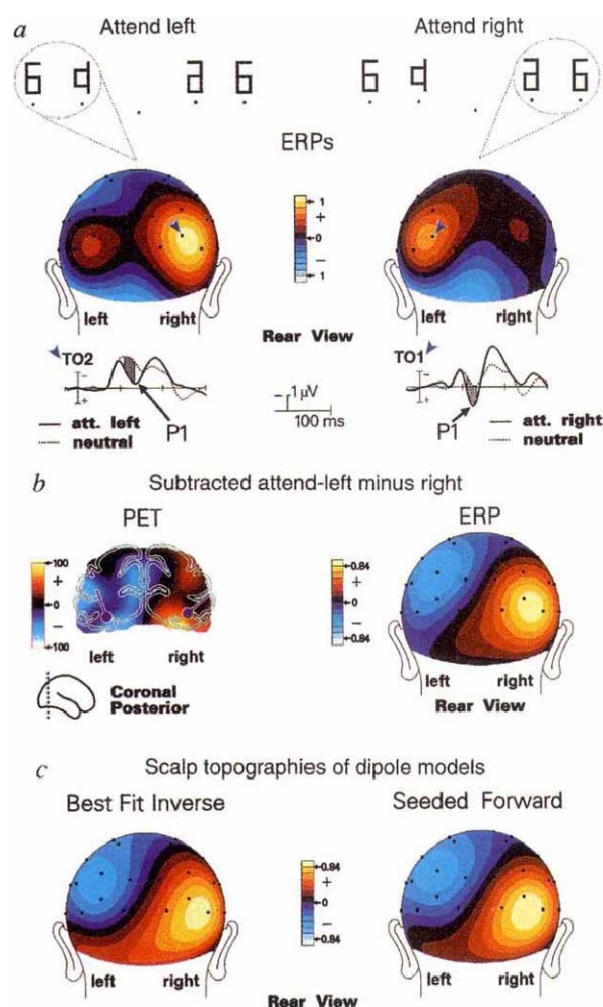 a Attend left Attend right
ERPs
1
+
0
−
1
left right left right
Rear View
TO2 TO1
−
+
−
+
P1 P1
1 μV
100 ms
att. left
neutral
att. right
neutral
b Subtracted attend-left minus right
PET ERP
100
+
0
−
100
0.84
+
0
−
0.84
left right left right
Coronal
Posterior
Rear View
c Scalp topographies of dipole models
Best Fit Inverse Seeded Forward
0.84
+
0
−
0.84
left right left right
Rear View